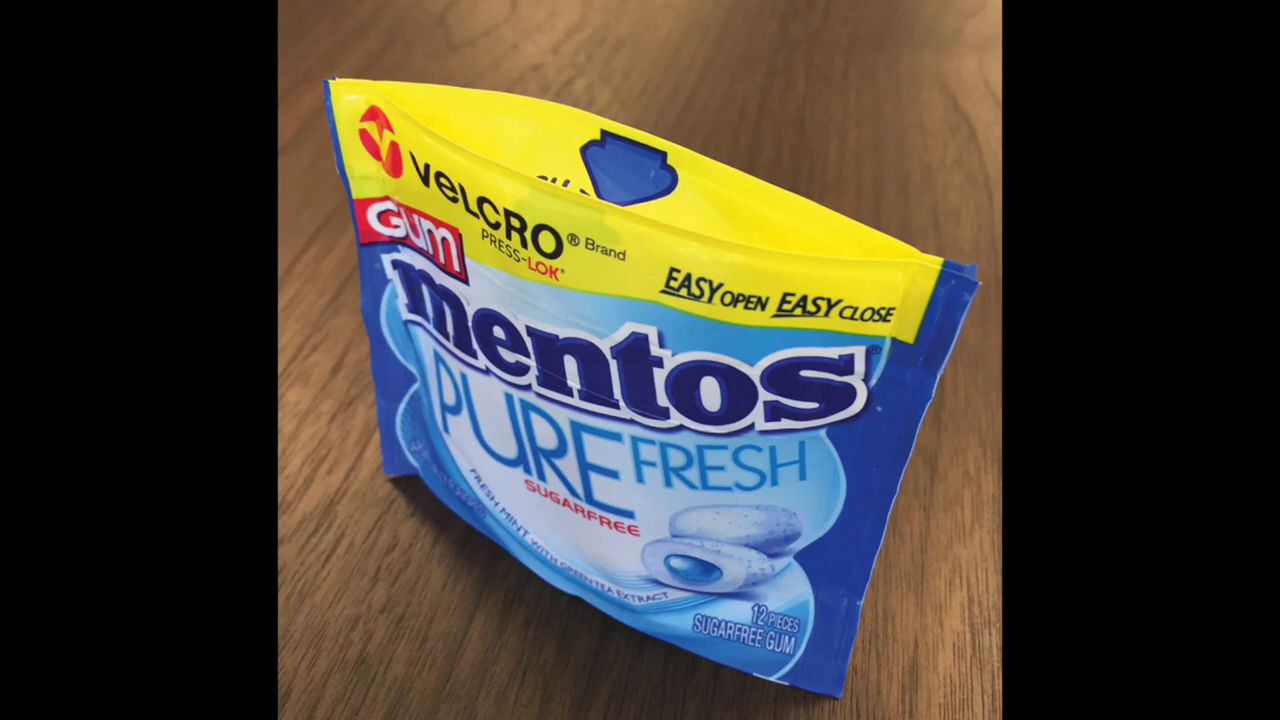 VELCRO® Brand
PRESS-LOK®
EASY OPEN EASY CLOSE
Gum
mentos®
PURE FRESH
SUGARFREE
FRESH MINT WITH GREEN TEA EXTRACT
12 PIECES
SUGARFREE GUM